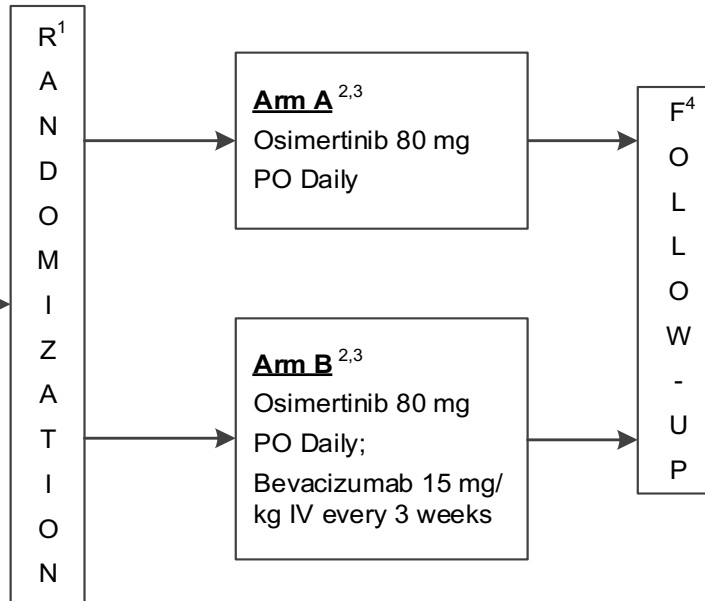 R1
A
N
D
O
M
I
Z
A
T
I
O
N
Arm A 2,3
Osimertinib 80 mg
PO Daily
Arm B 2,3
Osimertinib 80 mg
PO Daily;
Bevacizumab 15 mg/
kg IV every 3 weeks
F4
O
L
L
O
W
-
U
P